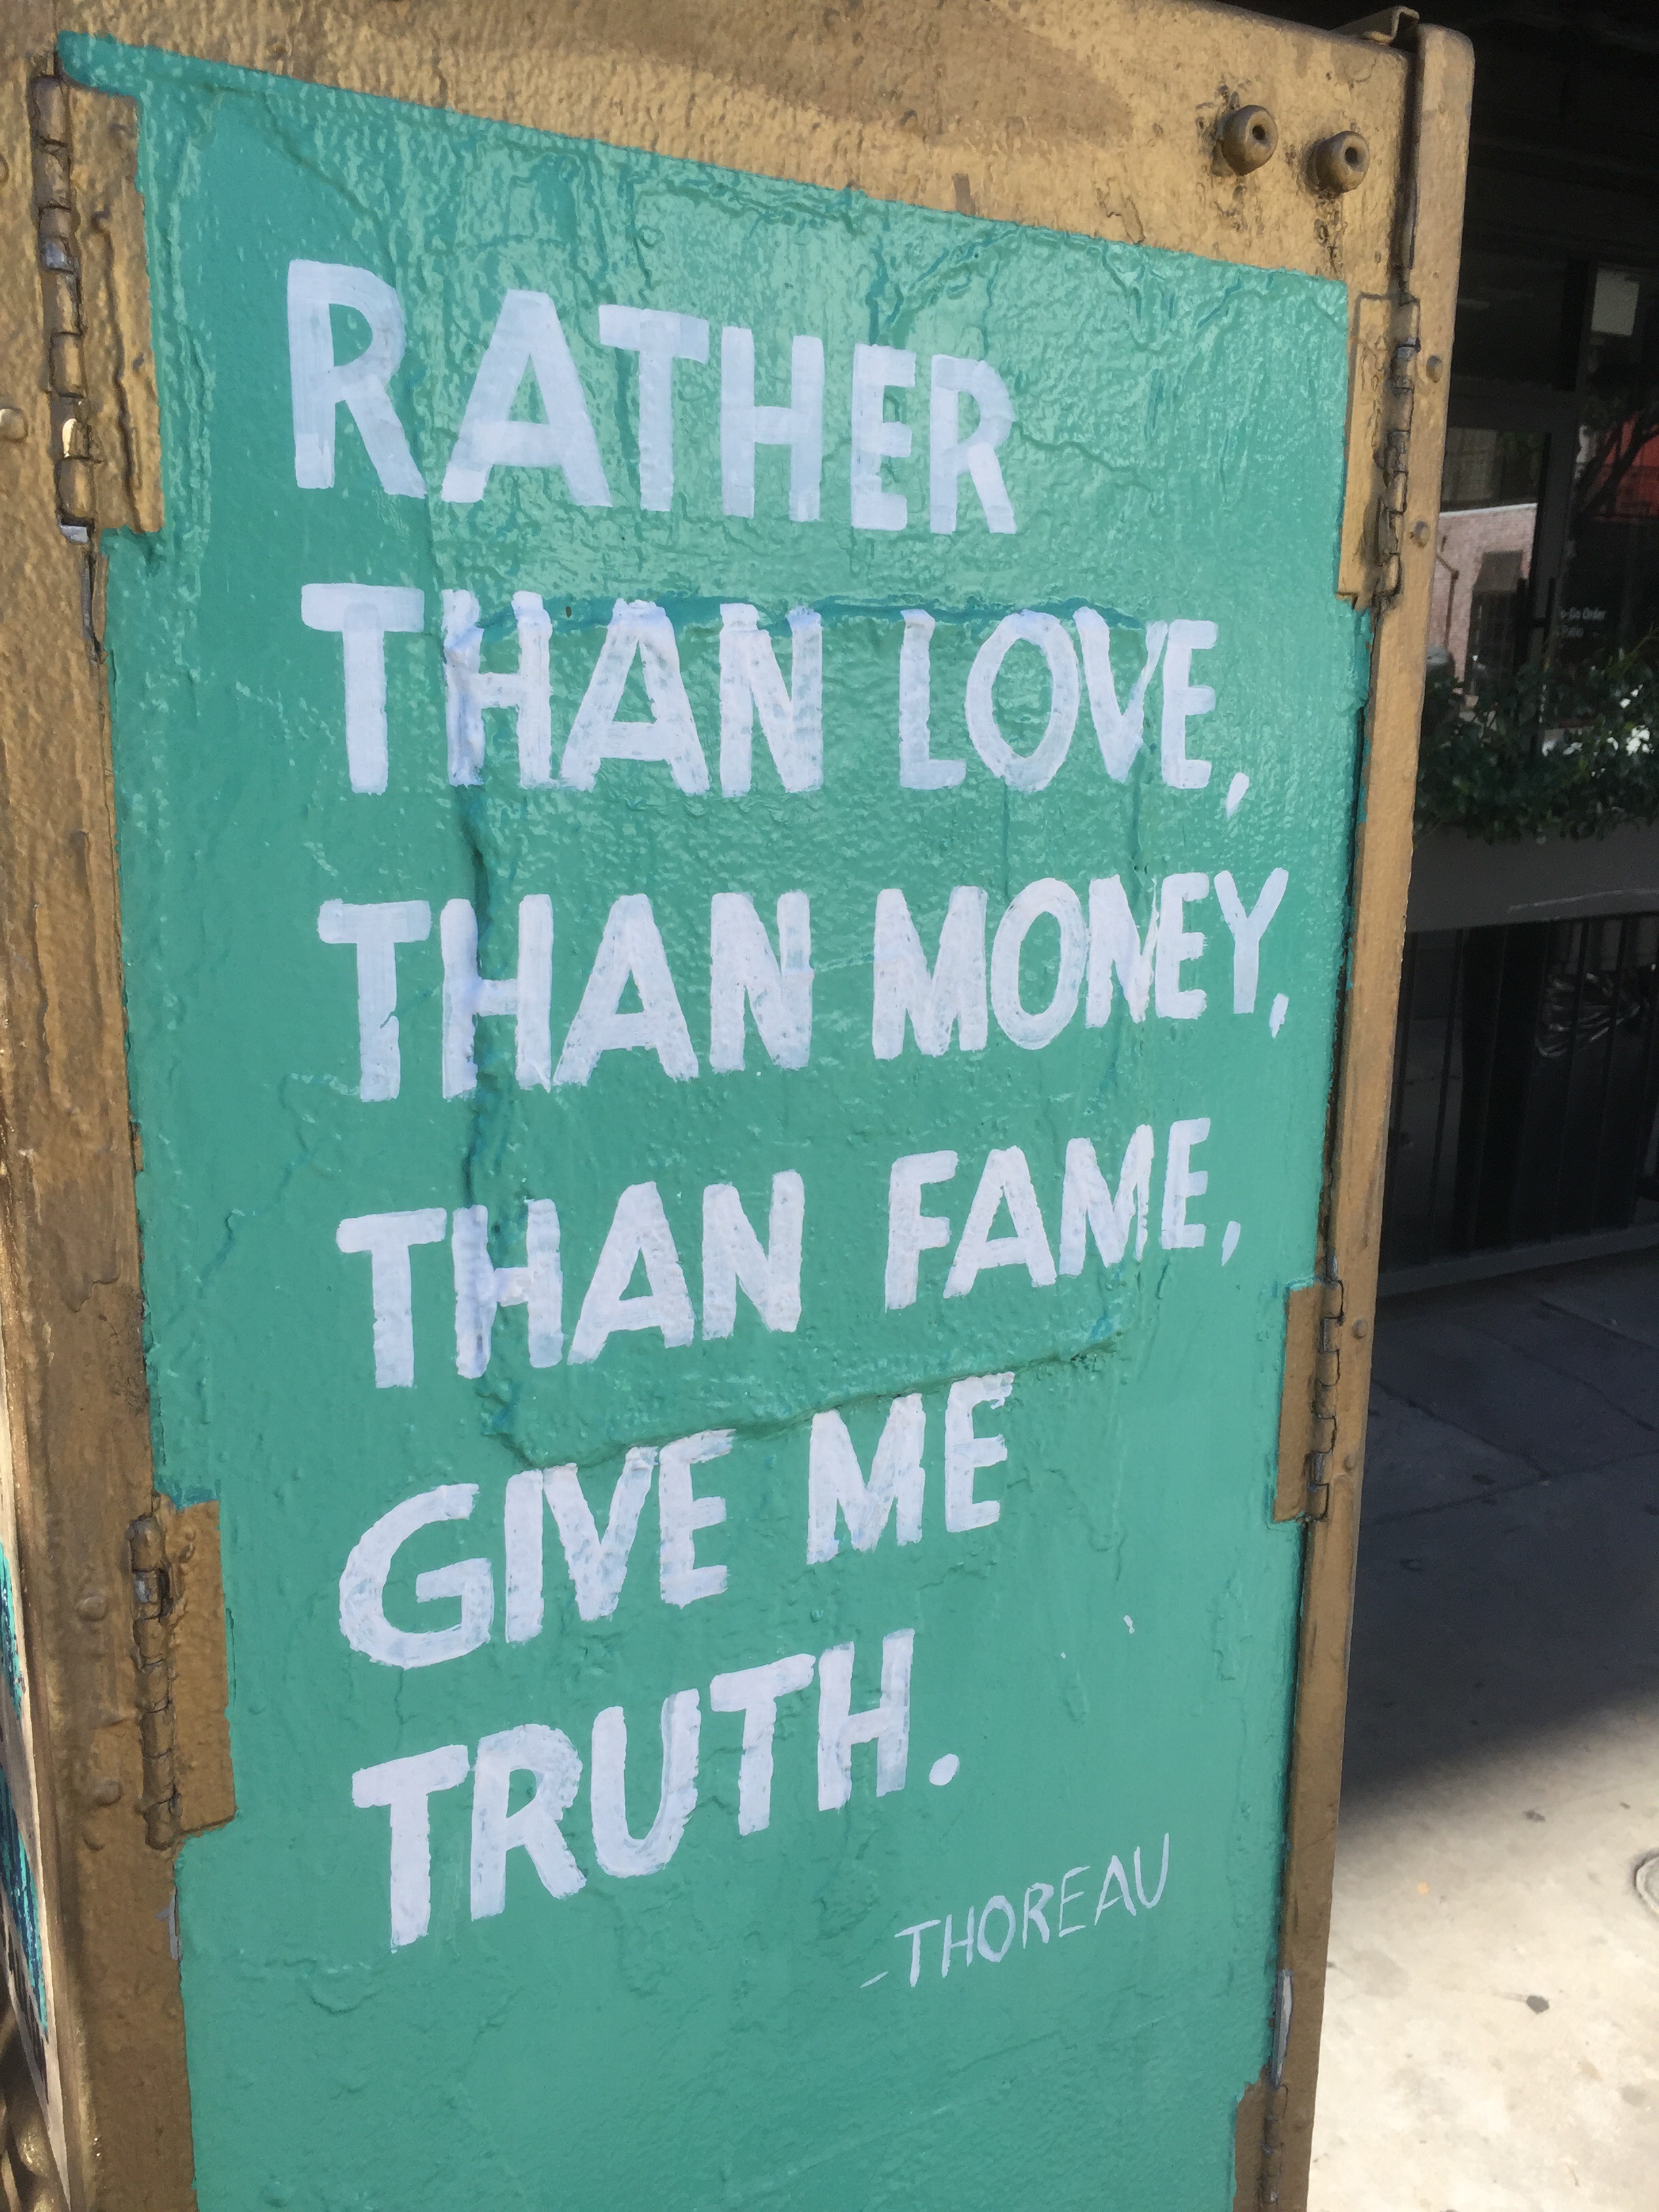 RATHER
THAN LOVE,
THAN MONEY,
THAN FAME,
GIVE ME
TRUTH.
-THOREAU